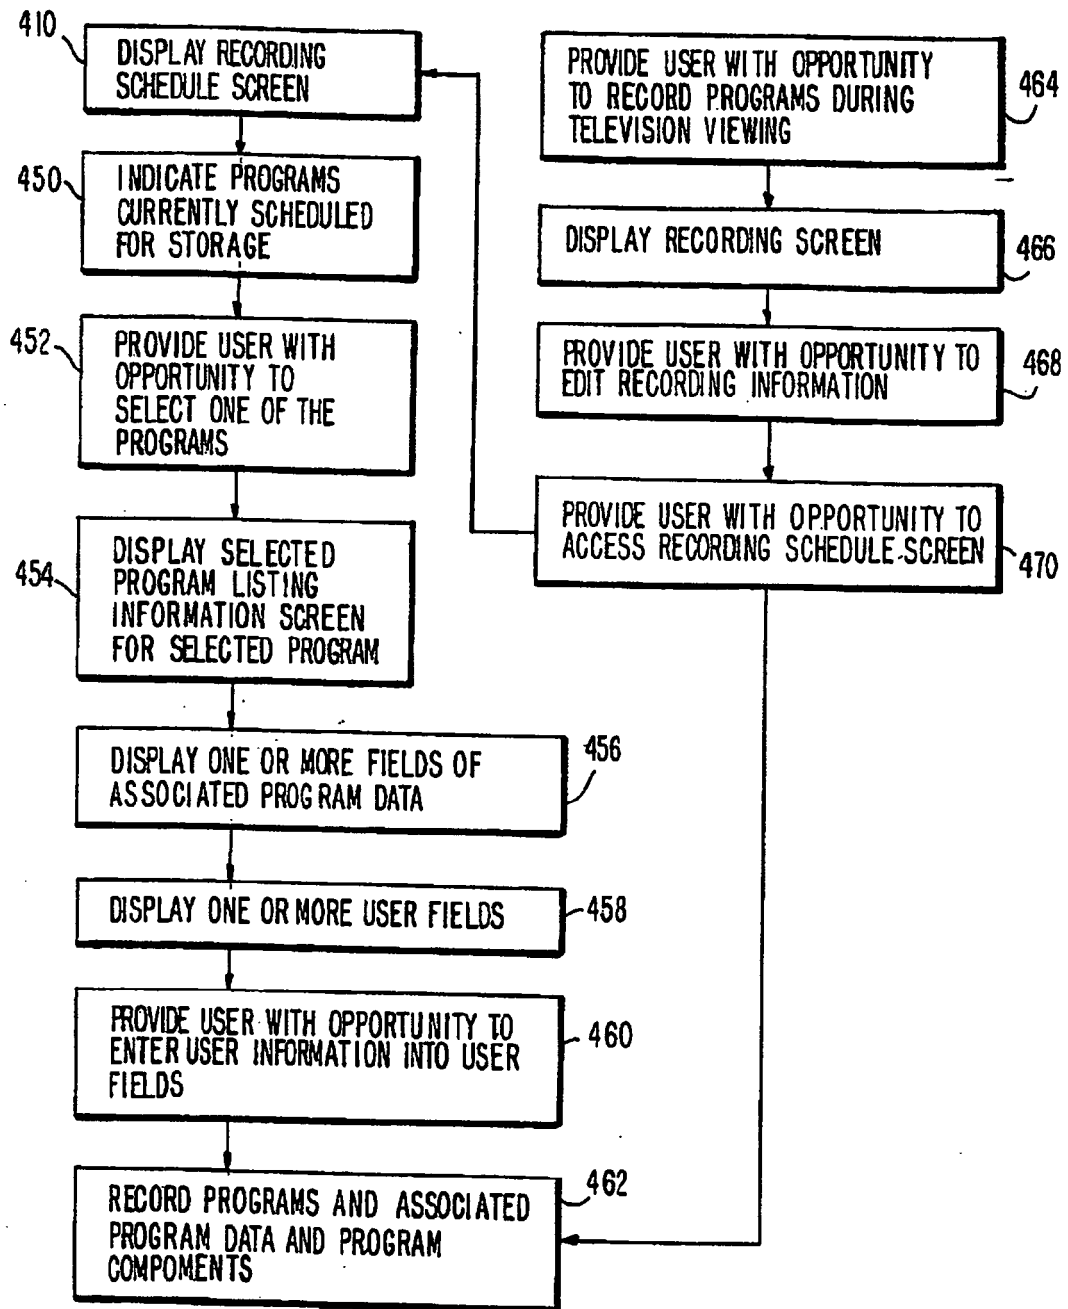 410
DISPLAY RECORDING
SCHEDULE SCREEN
450
INDICATE PROGRAMS
CURRENTLY SCHEDULED
FOR STORAGE
452
PROVIDE USER WITH
OPPORTUNITY TO
SELECT ONE OF THE
PROGRAMS
454
DISPLAY SELECTED
PROGRAM LISTING
INFORMATION SCREEN
FOR SELECTED PROGRAM
DISPLAY ONE OR MORE FIELDS OF
ASSOCIATED PROGRAM DATA
456
DISPLAY ONE OR MORE USER FIELDS
458
PROVIDE USER WITH OPPORTUNITY TO
ENTER USER INFORMATION INTO USER
FIELDS
460
RECORD PROGRAMS AND ASSOCIATED
PROGRAM DATA AND PROGRAM
COMPOMENTS
462
PROVIDE USER WITH OPPORTUNITY
TO RECORD PROGRAMS DURING
TELEVISION VIEWING
464
DISPLAY RECORDING SCREEN
466
PROVIDE USER WITH OPPORTUNITY TO
EDIT RECORDING INFORMATION
468
PROVIDE USER WITH OPPORTUNITY TO
ACCESS RECORDING SCHEDULE SCREEN
470